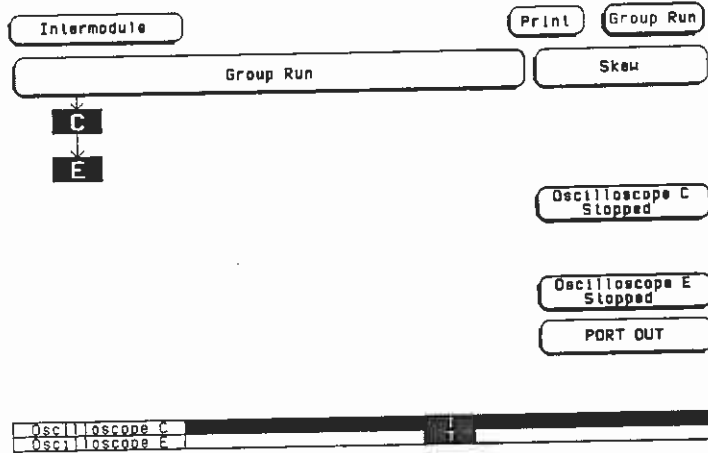 Intermodule
Print
Group Run
Group Run
Skew
C
E
Oscilloscope C
Stopped
Oscilloscope E
Stopped
PORT OUT
Oscilloscope C
Oscilloscope E